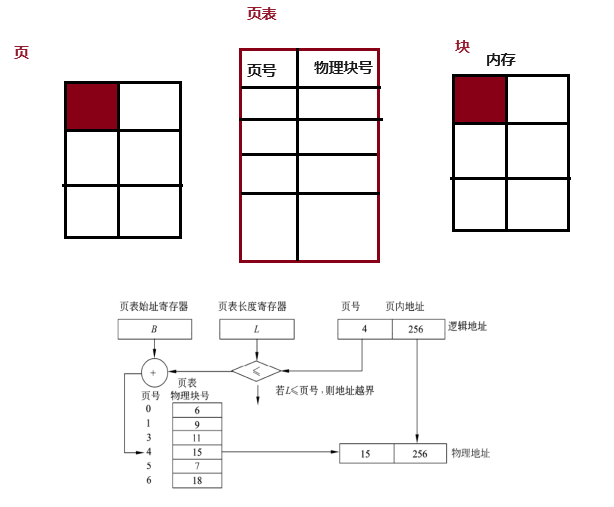 页表
页
块
内存
页号 物理块号
页表始址寄存器 页表长度寄存器 页号 页内地址
B L 4 256 逻辑地址
+ ≤
若L≤页号,则地址越界
页表
页号 物理块号
0 6
1 9
3 11
4 15
5 7
6 18
15 256 物理地址